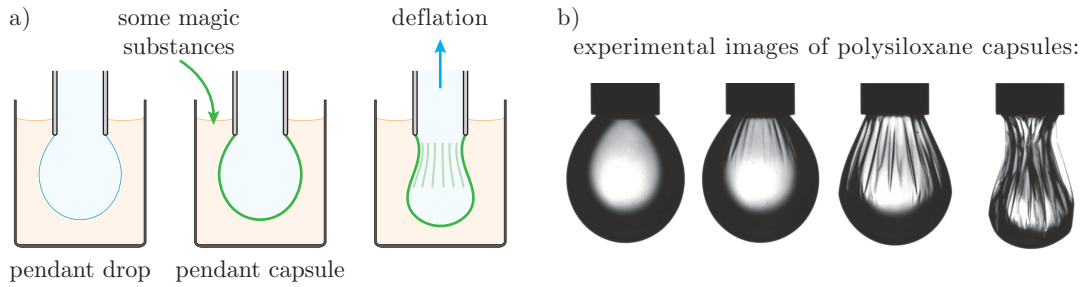 a)
some magic
substances
deflation
pendant drop
pendant capsule
b)
experimental images of polysiloxane capsules: